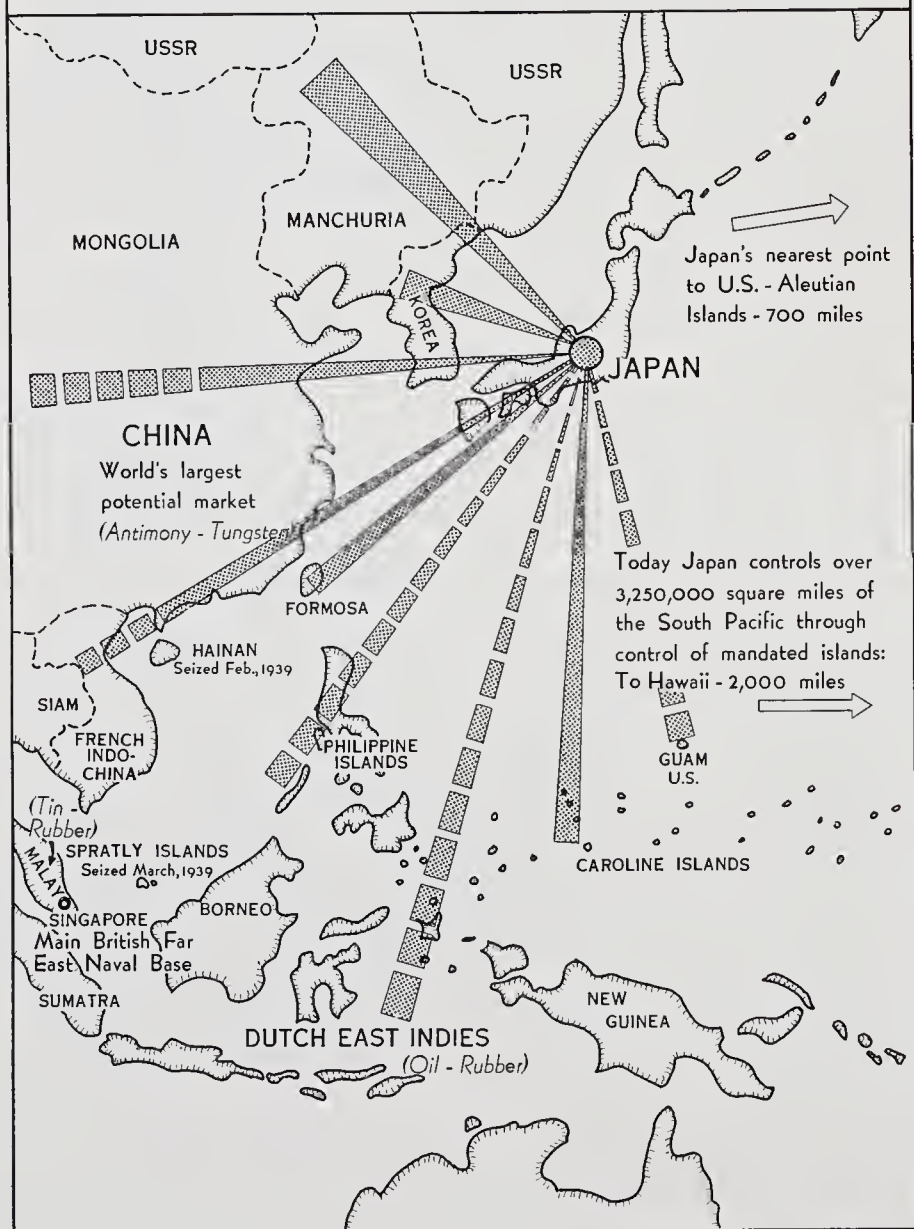 USSR
USSR
MONGOLIA
MANCHURIA
KOREA
Japan's nearest point
to U.S. - Aleutian
Islands - 700 miles
JAPAN
CHINA
World's largest
potential market
(Antimony - Tungsten)
FORMOSA
HAINAN
Seized Feb., 1939
Today Japan controls over
3,250,000 square miles of
the South Pacific through
control of mandated islands:
To Hawaii - 2,000 miles
SIAM
FRENCH
INDO-
CHINA
PHILIPPINE
ISLANDS
GUAM
U.S.
(Tin -
Rubber)
MALAY
SPRATLY ISLANDS
Seized March, 1939
CAROLINE ISLANDS
SINGAPORE
Main British Far
East Naval Base
BORNEO
SUMATRA
NEW
GUINEA
DUTCH EAST INDIES
(Oil - Rubber)